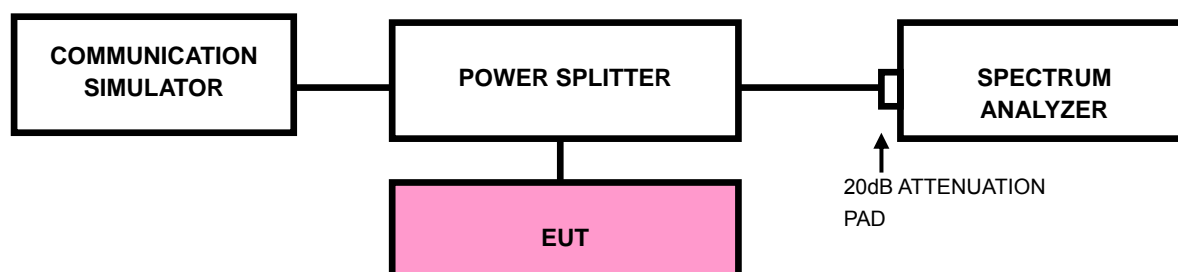 COMMUNICATION
SIMULATOR
POWER SPLITTER
SPECTRUM
ANALYZER
20dB ATTENUATION
PAD
EUT